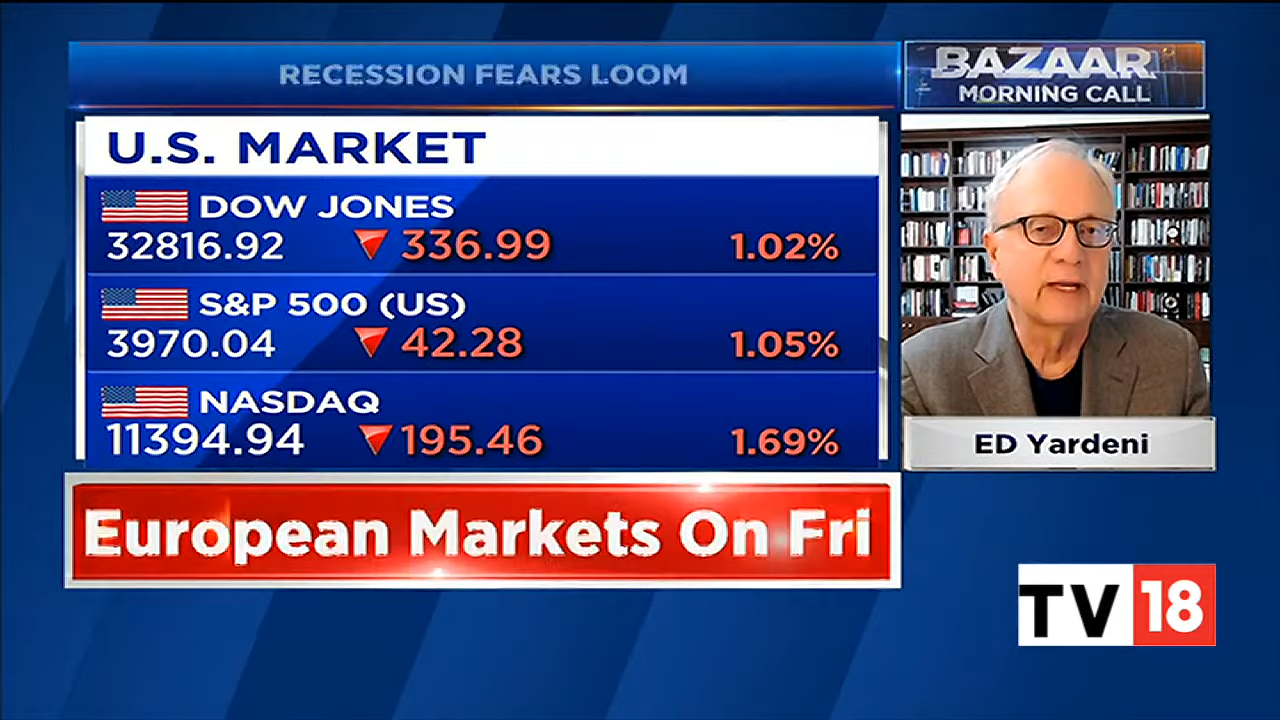 RECESSION FEARS LOOM
BAZAAR
MORNING CALL
U.S. MARKET
DOW JONES
32816.92 336.99 1.02%
S&P 500 (US)
3970.04 42.28 1.05%
NASDAQ
11394.94 195.46 1.69%
ED Yardeni
European Markets On Fri
TV18